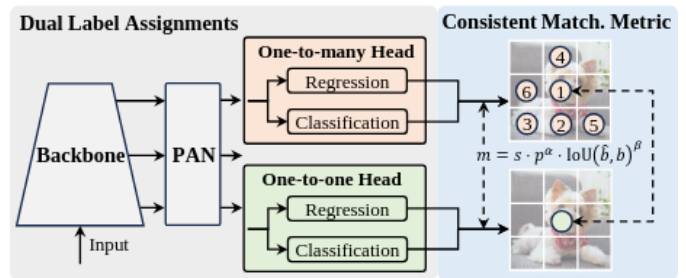 Dual Label Assignments
Consistent Match. Metric
One-to-many Head
Regression
Classification
Backbone
PAN
Input
One-to-one Head
Regression
Classification
4
6 1
3 2 5
m = s · p^α · IoU(b̂, b)^β